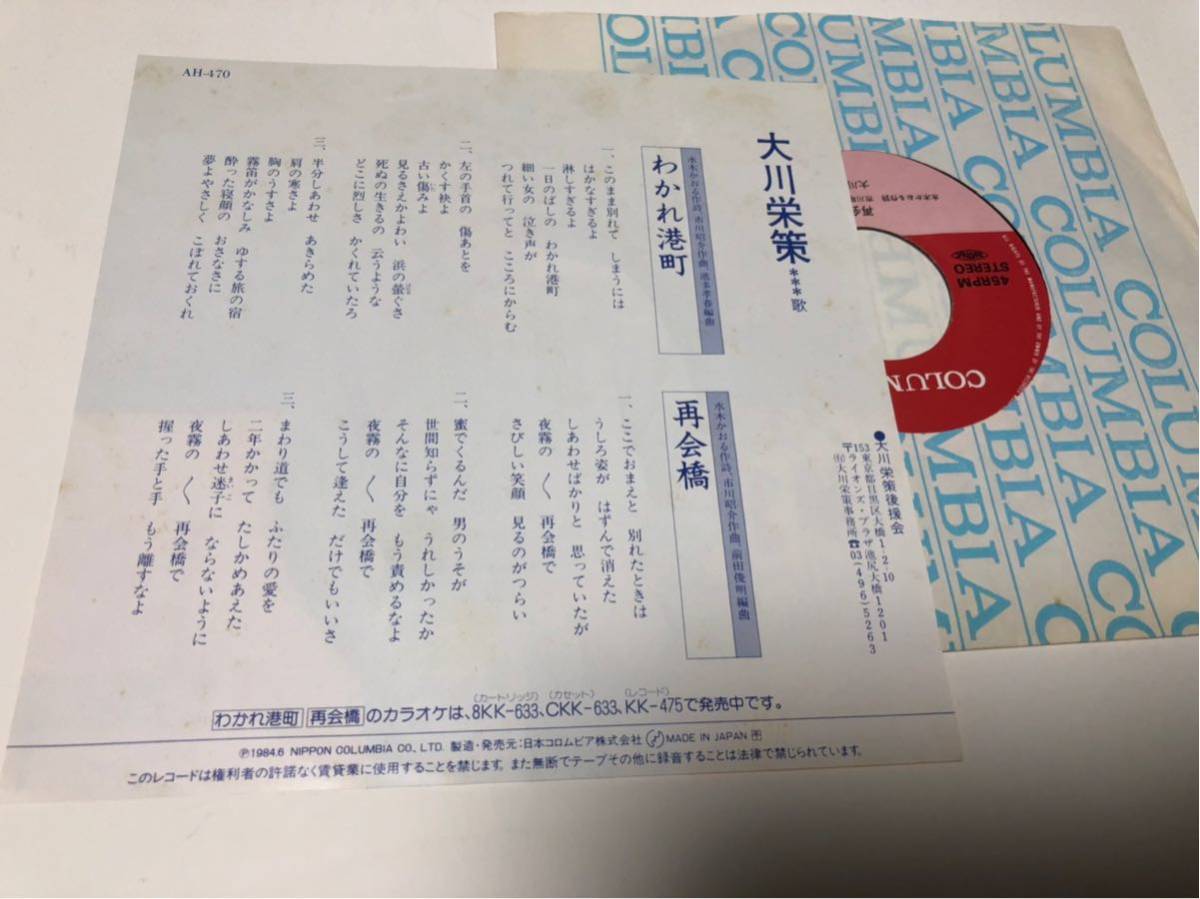 AH-470
大川栄策***歌
わかれ港町
水木かおる作詩、市川昭介作曲、池多孝春編曲
一、このまま別れて　しまうには
はかなすぎるよ
淋しすぎるよ
一日のばしの　わかれ港町
細い女の　泣き声が
つれて行ってと　こころにからむ
二、左の手首の　傷あとを
かくす袂よ
古い傷みよ
見るさえかよわい　浜の螢ぐさ
死ぬの生きるの　云うような
どこに烈しさ　かくれていたろ
三、半分しあわせ　あきらめた
肩の寒さよ
胸のうすさよ
霧笛がかなしみ　ゆする旅の宿
酔った寝顔の　おさなさに
夢よやさしく　こぼれておくれ
再会橋
水木かおる作詩、市川昭介作曲、前田俊明編曲
一、ここでおまえと　別れたときは
うしろ姿が　はずんで消えた
しあわせばかりと　思っていたが
夜霧の　〱　再会橋で
さびしい笑顔　見るのがつらい
二、蜜でくるんだ　男のうそが
世間知らずにゃ　うれしかったか
そんなに自分を　もう責めるなよ
夜霧の　〱　再会橋で
こうして逢えた　だけでもいいさ
三、まわり道でも　ふたりの愛を
二年かかって　たしかめあえた
しあわせ迷子に　ならないように
まいご
夜霧の　〱　再会橋で
握った手と手　もう離すなよ
●大川栄策後援会
〒153 東京都目黒区大橋1-2-10
ライオンズ・プラザ池尻大橋1201
㈲大川栄策事務所☎03(496)5263
(カートリッジ) (カセット) (レコード)
わかれ港町 再会橋 のカラオケは、8KK-633、CKK-633、KK-475で発売中です。
Ⓟ1984.6 NIPPON COLUMBIA CO., LTD. 製造・発売元：日本コロムビア株式会社 MADE IN JAPAN
このレコードは権利者の許諾なく賃貸業に使用することを禁じます。また無断でテープその他に録音することは法律で禁じられています。
COLUMBIA COLUMBIA COLUMBIA
45RPM
STEREO
COLUM